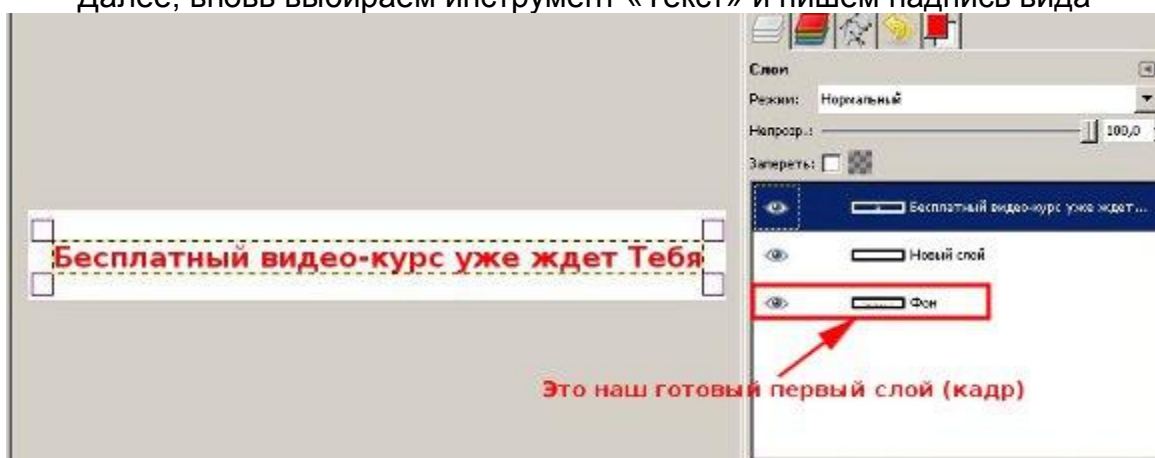 Далее, вновь выбираем инструмент «Текст» и пишем надпись вида
Слои
Режим: Нормальный
Непрозр.: 100,0
Запереть:
Бесплатный видео-курс уже ждет...
Новый слой
Фон
Бесплатный видео-курс уже ждет Тебя
Это наш готовый первый слой (кадр)